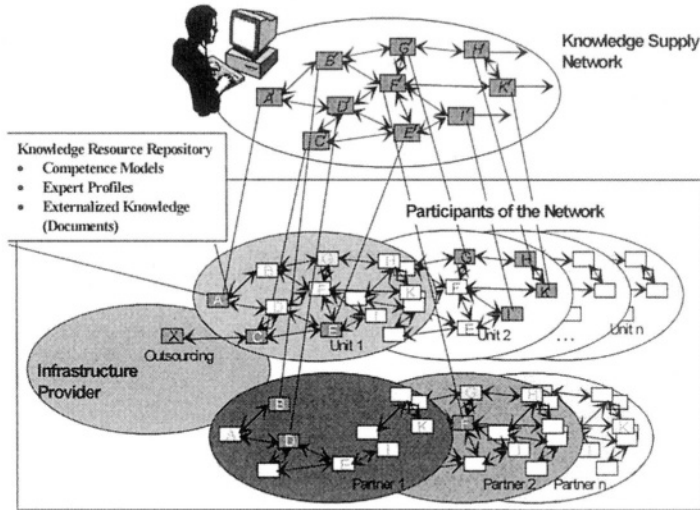 Knowledge Supply
Network
G'
H'
B'
F'
K'
A'
D'
I'
C'
E'
Knowledge Resource Repository
• Competence Models
• Expert Profiles
• Externalized Knowledge
(Documents)
Participants of the Network
B
G
H
G
H
A
D
F
K
F
K
I
X
C
E
I
E
Outsourcing
Unit 1
Unit 2
...
Unit n
Infrastructure
Provider
B
G
H
A
D
K
F
K
E
I
I
Partner 1
Partner 2
Partner n